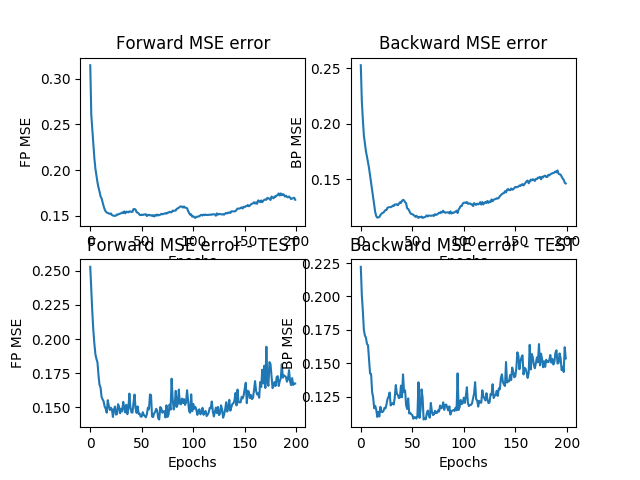 Forward MSE error
Backward MSE error
FP MSE
0.30
0.25
0.20
0.15
0 50 100 150 200
Epochs
BP MSE
0.25
0.20
0.15
0 50 100 150 200
Epochs
Forward MSE error - TEST
Backward MSE error - TEST
FP MSE
0.250
0.225
0.200
0.175
0.150
0 50 100 150 200
Epochs
BP MSE
0.225
0.200
0.175
0.150
0.125
0 50 100 150 200
Epochs